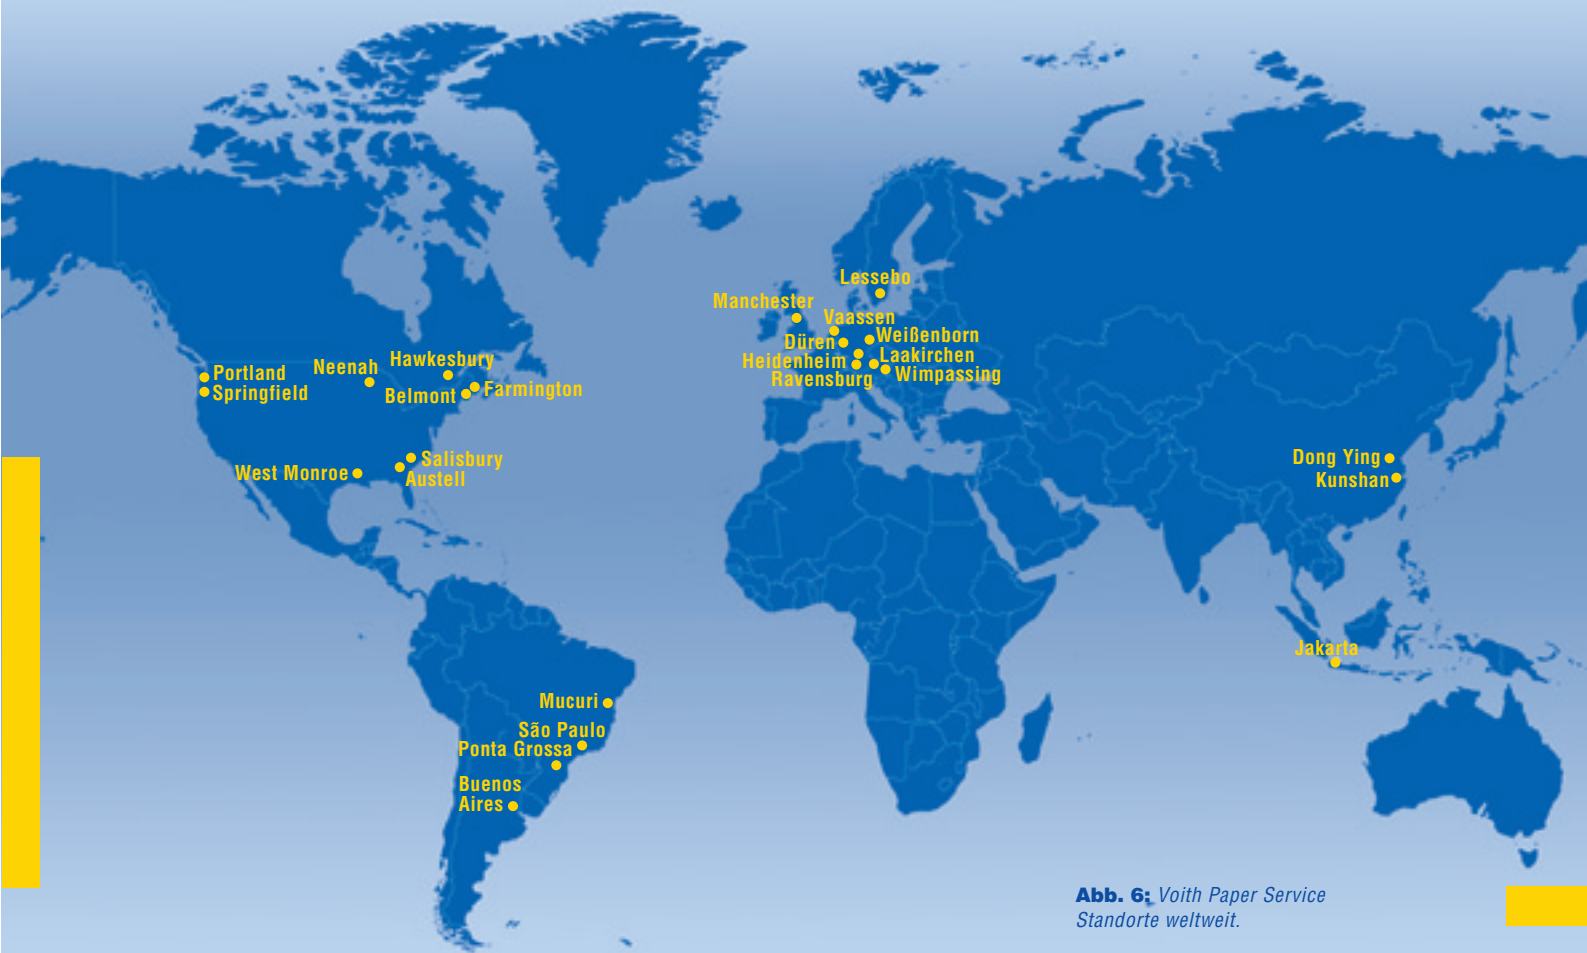 Lessebo
Manchester
Vaassen
Düren
Weißenborn
Heidenheim
Laakirchen
Ravensburg
Wimpassing
Portland
Springfield
Neenah
Hawkesbury
Belmont
Farmington
West Monroe
Salisbury
Austell
Dong Ying
Kunshan
Jakarta
Mucuri
São Paulo
Ponta Grossa
Buenos
Aires
Abb. 6: Voith Paper Service
Standorte weltweit.